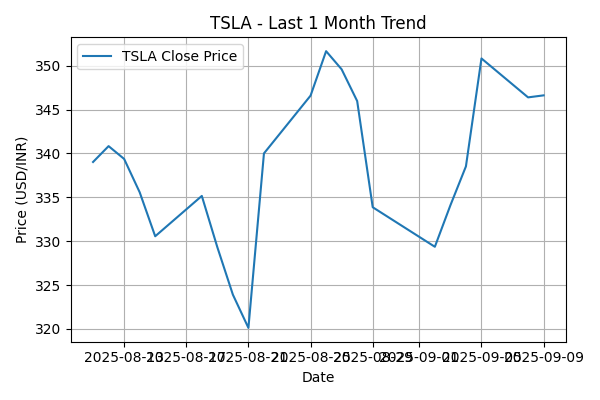 TSLA - Last 1 Month Trend
TSLA Close Price
350
345
340
335
330
325
320
Price (USD/INR)
2025-08-13 2025-08-17 2025-08-21 2025-08-25 2025-08-29 2025-09-01 2025-09-05 2025-09-09
Date